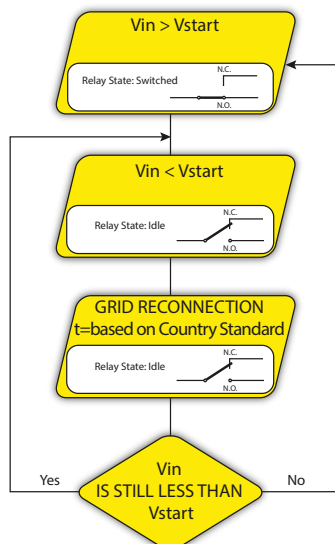 Vin > Vstart
N.C.
Relay State: Switched
N.O.
Vin < Vstart
N.C.
Relay State: Idle
N.O.
GRID RECONNECTION
t=based on Country Standard
N.C.
Relay State: Idle
N.O.
Yes
Vin
No
IS STILL LESS THAN
Vstart